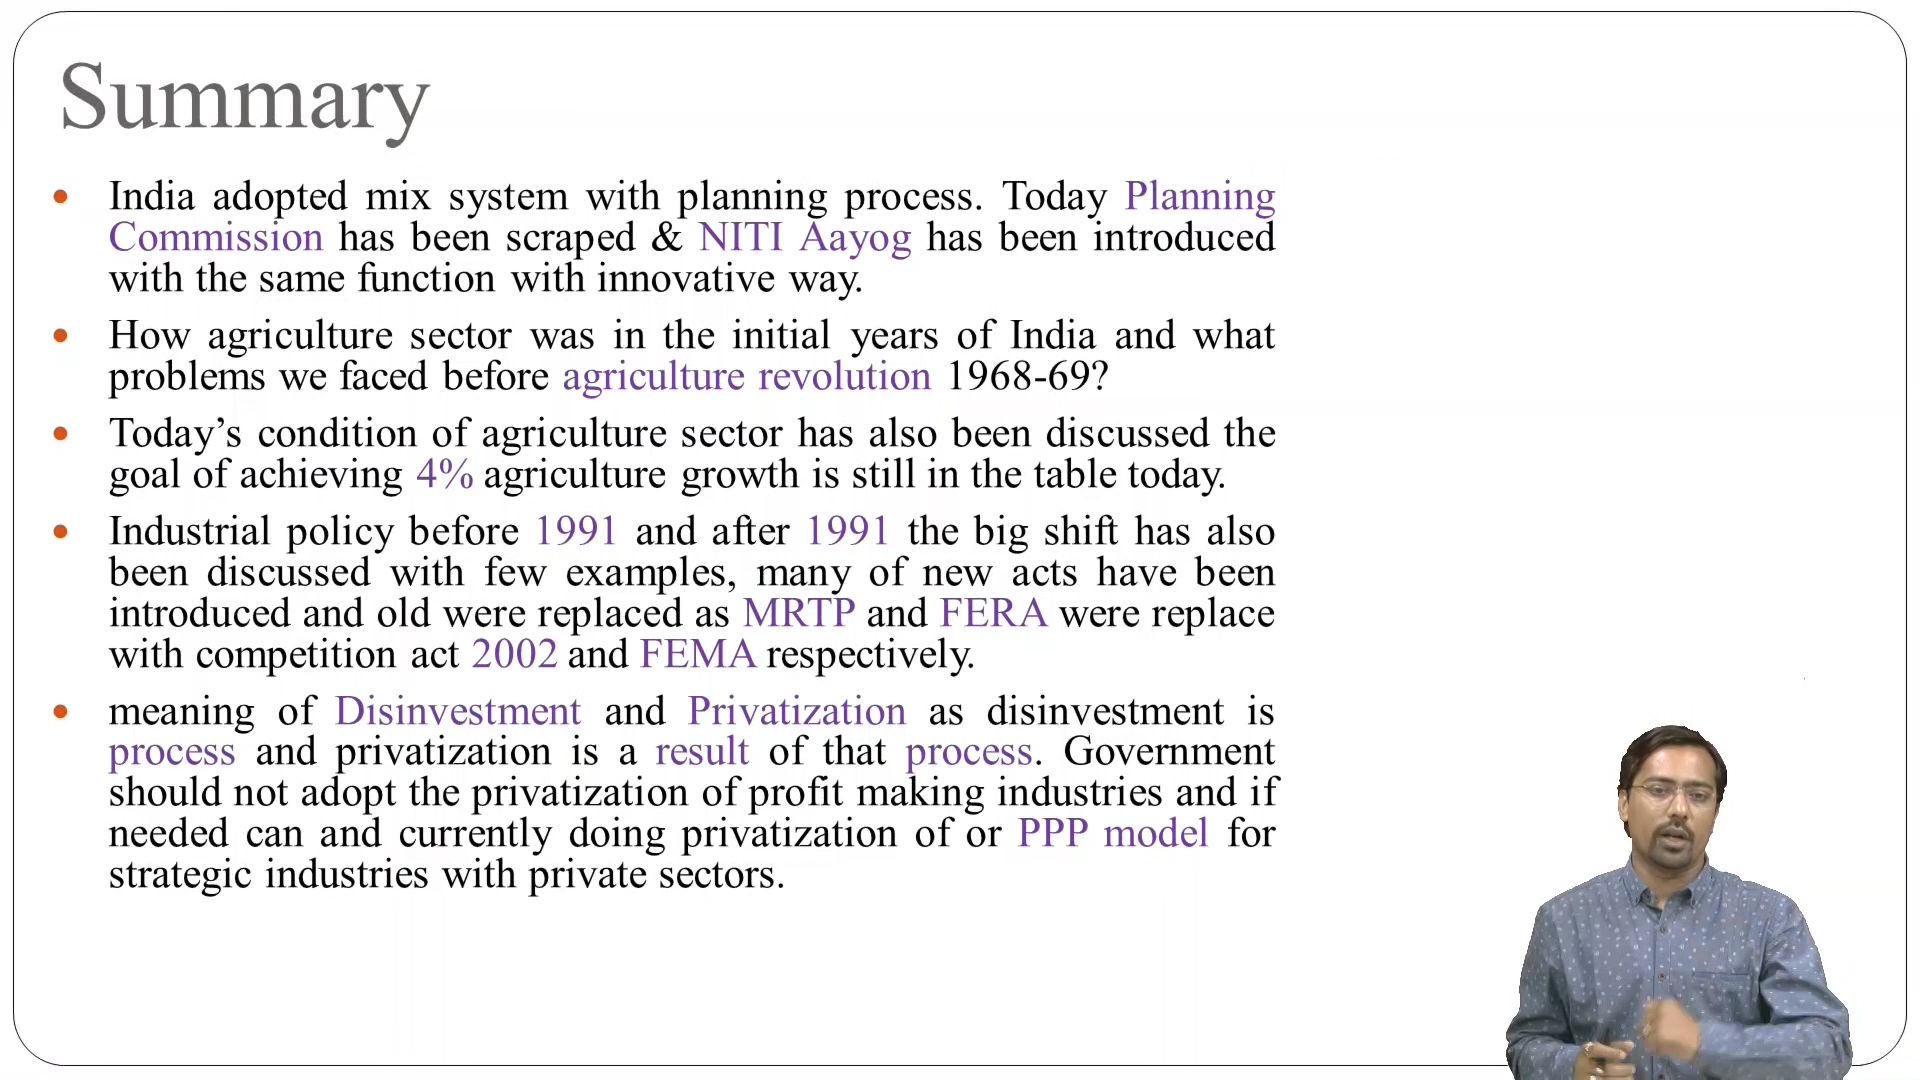 Summary
India adopted mix system with planning process. Today Planning
Commission has been scraped & NITI Aayog has been introduced
with the same function with innovative way.
How agriculture sector was in the initial years of India and what
problems we faced before agriculture revolution 1968-69?
Today’s condition of agriculture sector has also been discussed the
goal of achieving 4% agriculture growth is still in the table today.
Industrial policy before 1991 and after 1991 the big shift has also
been discussed with few examples, many of new acts have been
introduced and old were replaced as MRTP and FERA were replace
with competition act 2002 and FEMA respectively.
meaning of Disinvestment and Privatization as disinvestment is
process and privatization is a result of that process. Government
should not adopt the privatization of profit making industries and if
needed can and currently doing privatization of or PPP model for
strategic industries with private sectors.